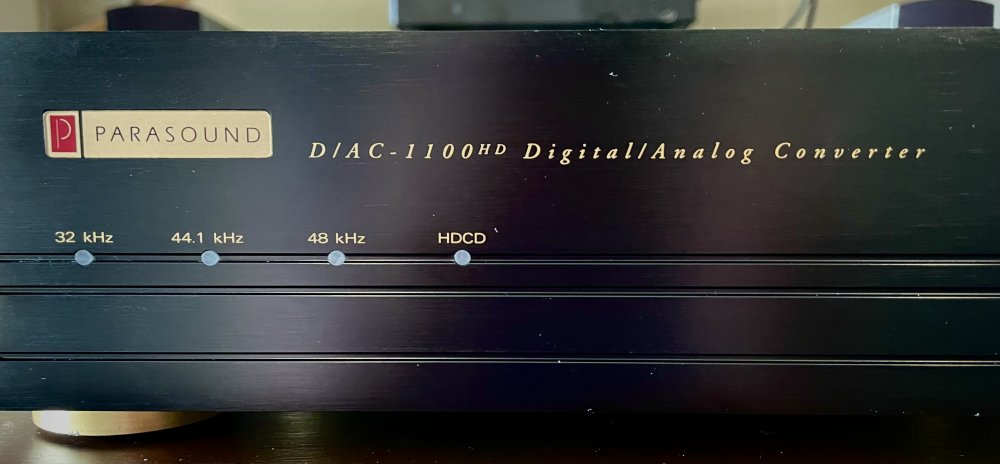 P PARASOUND
D/AC-1100HD Digital/Analog Converter
32 kHz 44.1 kHz 48 kHz HDCD